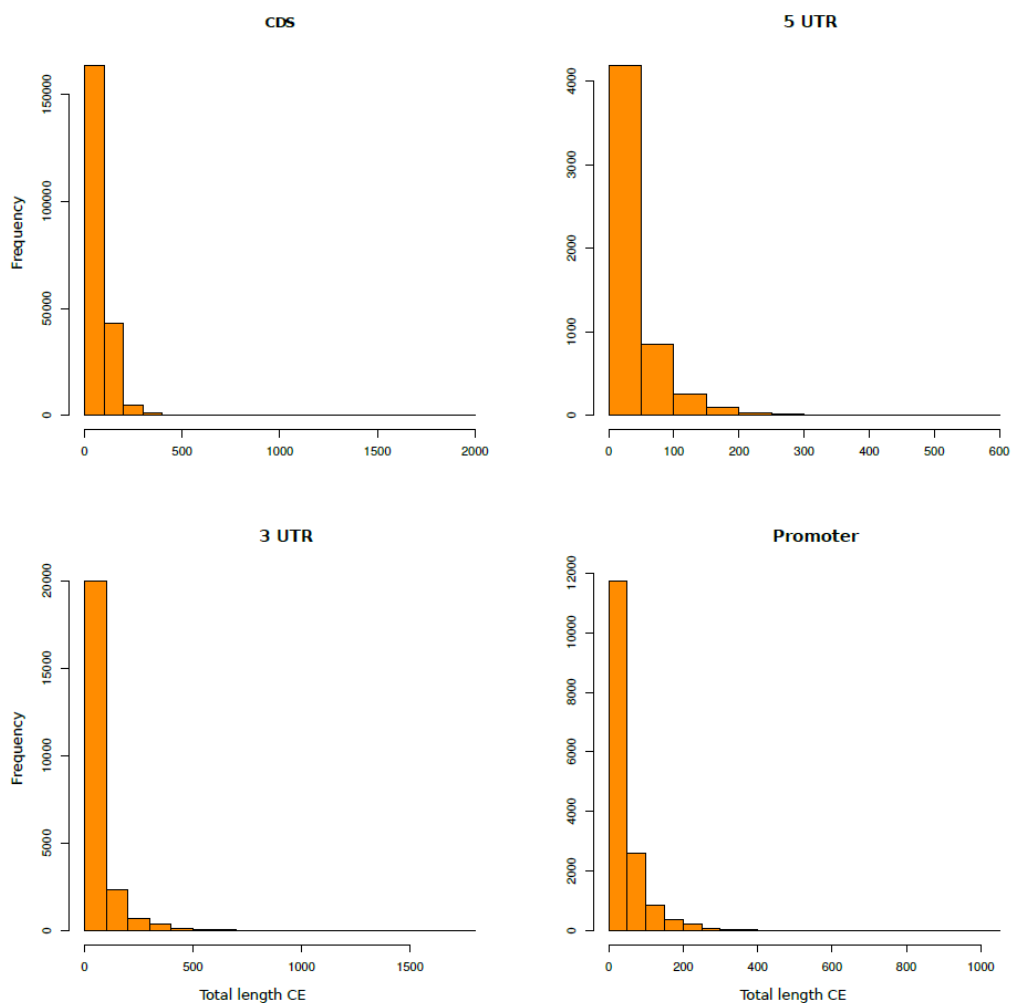 CDS
Frequency
150000
100000
50000
0
0 500 1000 1500 2000
5 UTR
4000
3000
2000
1000
0
0 100 200 300 400 500 600
3 UTR
Frequency
20000
15000
10000
5000
0
0 500 1000 1500
Total length CE
Promoter
12000
10000
8000
6000
4000
2000
0
0 200 400 600 800 1000
Total length CE